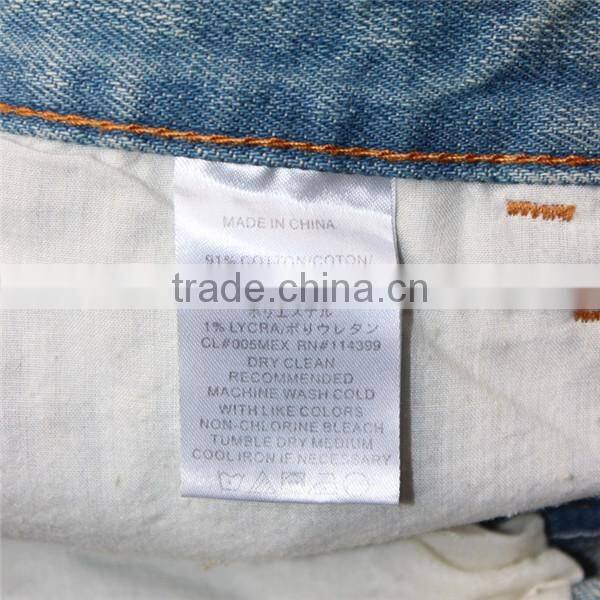 MADE IN CHINA
91% COTTON/COTON/
trade.china.cn
ポリエステル
1% LYCRA/ポリウレタン
CL#005MEX RN#114399
DRY CLEAN
RECOMMENDED
MACHINE WASH COLD
WITH LIKE COLORS
NON-CHLORINE BLEACH
TUMBLE DRY MEDIUM
COOL IRON IF NECESSARY